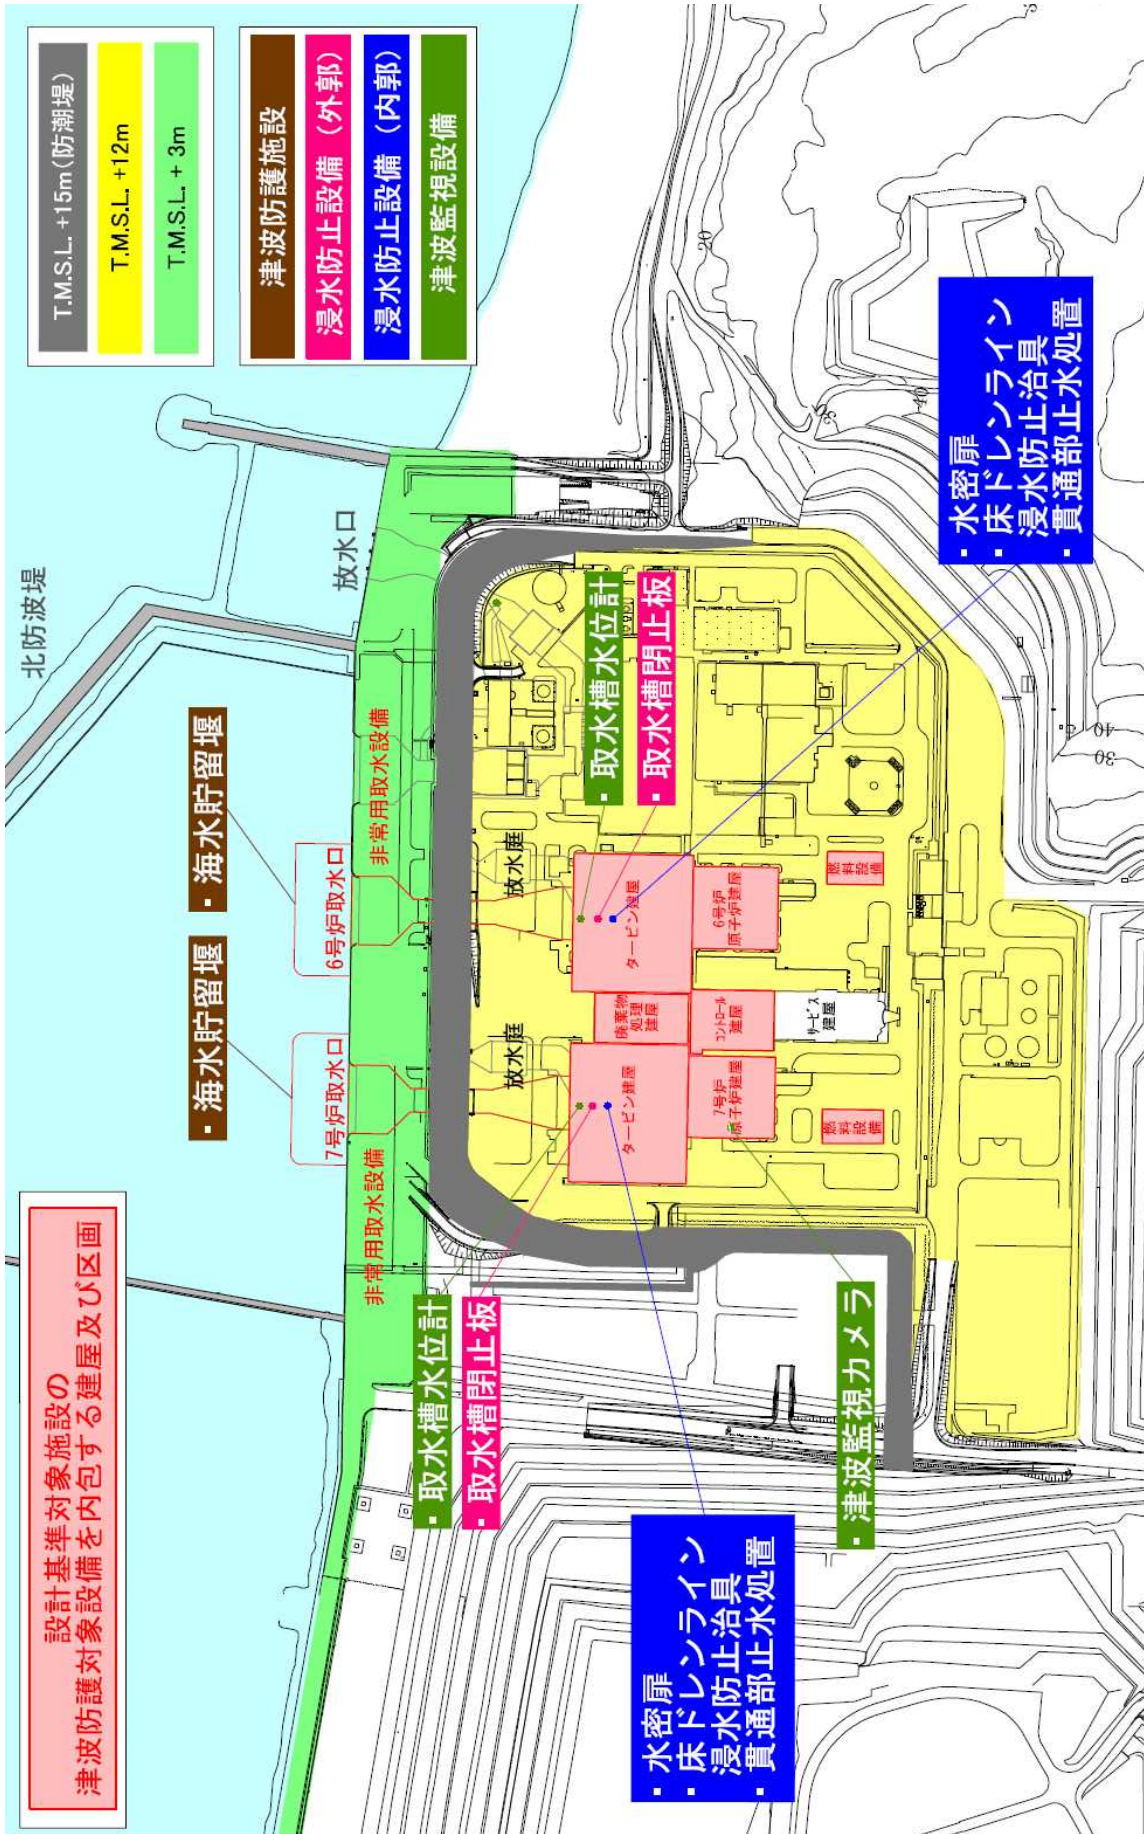 設計基準対象施設の
津波防護対象設備を内包する建屋及び区画
T.M.S.L. +15m(防潮堤)
T.M.S.L. +12m
T.M.S.L. + 3m
津波防護施設
浸水防止設備（外郭）
浸水防止設備（内郭）
津波監視設備
北防波堤
放水口
・海水貯留堰
・海水貯留堰
7号炉取水口
6号炉取水口
非常用取水設備
非常用取水設備
放水庭
放水庭
・取水槽水位計
・取水槽閉止板
・取水槽水位計
・取水槽閉止板
タービン建屋
廃棄物
処理
建屋
タービン建屋
7号炉
原子炉建屋
コントロール
建屋
6号炉
原子炉建屋
サービス
建屋
燃料
設備
燃料
設備
・津波監視カメラ
・水密扉
・床ドレンライン
浸水防止治具
・貫通部止水処置
・水密扉
・床ドレンライン
浸水防止治具
・貫通部止水処置
20
30
40
40
30